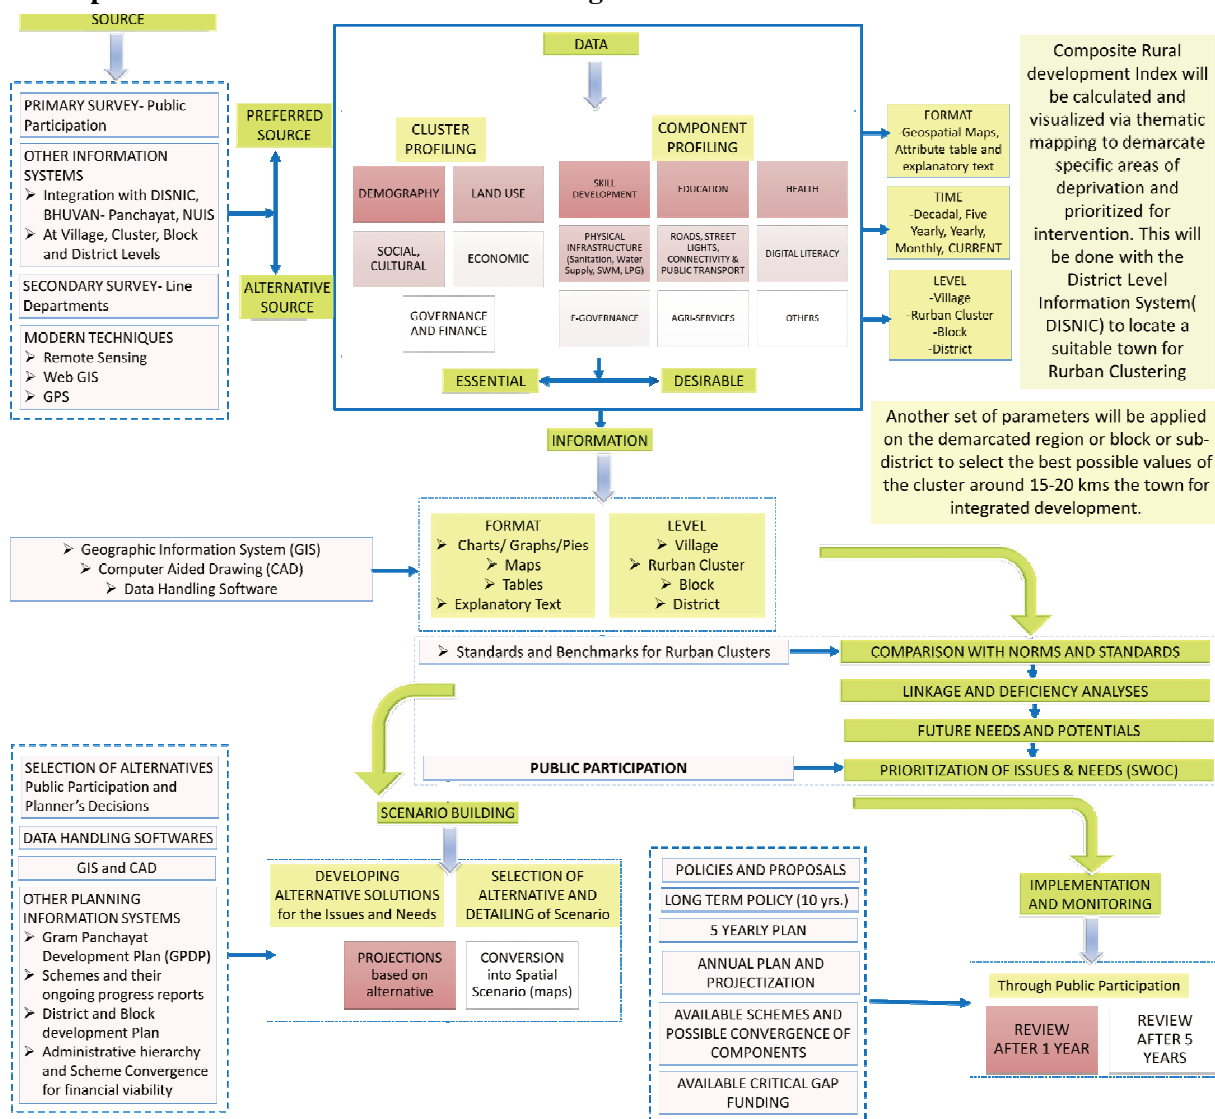 SOURCE
PRIMARY SURVEY- Public
Participation
OTHER INFORMATION
SYSTEMS
➢ Integration with DISNIC,
BHUVAN- Panchayat, NUIS
➢ At Village, Cluster, Block
and District Levels
SECONDARY SURVEY- Line
Departments
MODERN TECHNIQUES
➢ Remote Sensing
➢ Web GIS
➢ GPS
PREFERRED
SOURCE
ALTERNATIVE
SOURCE
DATA
CLUSTER
PROFILING
DEMOGRAPHY
LAND USE
SOCIAL,
CULTURAL
ECONOMIC
GOVERNANCE
AND FINANCE
COMPONENT
PROFILING
SKILL
DEVELOPMENT
EDUCATION
HEALTH
PHYSICAL
INFRASTRUCTURE
(Sanitation, Water
Supply, SWM, LPG)
ROADS, STREET
LIGHTS,
CONNECTIVITY &
PUBLIC TRANSPORT
DIGITAL LITERACY
E-GOVERNANCE
AGRI-SERVICES
OTHERS
ESSENTIAL
DESIRABLE
FORMAT
-Geospatial Maps,
Attribute table and
explanatory text
TIME
-Decadal, Five
Yearly, Yearly,
Monthly, CURRENT
LEVEL
-Village
-Rurban Cluster
-Block
-District
Composite Rural
development Index will
be calculated and
visualized via thematic
mapping to demarcate
specific areas of
deprivation and
prioritized for
intervention. This will
be done with the
District Level
Information System(
DISNIC) to locate a
suitable town for
Rurban Clustering
Another set of parameters will be applied
on the demarcated region or block or sub-
district to select the best possible values of
the cluster around 15-20 kms the town for
integrated development.
INFORMATION
➢ Geographic Information System (GIS)
➢ Computer Aided Drawing (CAD)
➢ Data Handling Software
FORMAT
➢ Charts/ Graphs/Pies
➢ Maps
➢ Tables
➢ Explanatory Text
LEVEL
➢ Village
➢ Rurban Cluster
➢ Block
➢ District
➢ Standards and Benchmarks for Rurban Clusters
COMPARISON WITH NORMS AND STANDARDS
LINKAGE AND DEFICIENCY ANALYSES
FUTURE NEEDS AND POTENTIALS
PUBLIC PARTICIPATION
PRIORITIZATION OF ISSUES & NEEDS (SWOC)
SCENARIO BUILDING
SELECTION OF ALTERNATIVES
Public Participation and
Planner's Decisions
DATA HANDLING SOFTWARES
GIS and CAD
OTHER PLANNING
INFORMATION SYSTEMS
➢ Gram Panchayat
Development Plan (GPDP)
➢ Schemes and their
ongoing progress reports
➢ District and Block
development Plan
➢ Administrative hierarchy
and Scheme Convergence
for financial viability
DEVELOPING
ALTERNATIVE SOLUTIONS
for the Issues and Needs
SELECTION OF
ALTERNATIVE AND
DETAILING of Scenario
PROJECTIONS
based on
alternative
CONVERSION
into Spatial
Scenario (maps)
POLICIES AND PROPOSALS
LONG TERM POLICY (10 yrs.)
5 YEARLY PLAN
ANNUAL PLAN AND
PROJECTIZATION
AVAILABLE SCHEMES AND
POSSIBLE CONVERGENCE OF
COMPONENTS
AVAILABLE CRITICAL GAP
FUNDING
IMPLEMENTATION
AND MONITORING
Through Public Participation
REVIEW
AFTER 1 YEAR
REVIEW
AFTER 5
YEARS